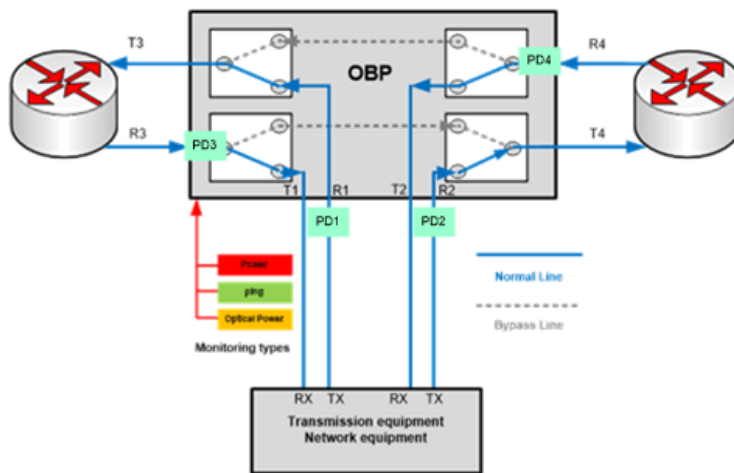 T3
R4
PD4
OBP
R3
PD3
T4
T1
R1
T2
R2
PD1
PD2
Power
ping
Optical Power
Monitoring types
Normal Line
Bypass Line
RX
TX
RX
TX
Transmission equipment
Network equipment